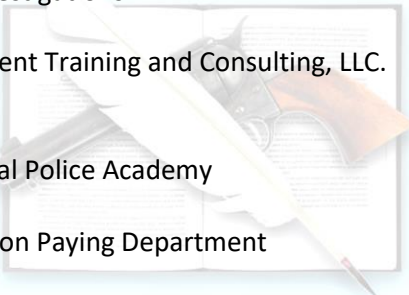 ent Training and Consulting, LLC.
al Police Academy
on Paying Department